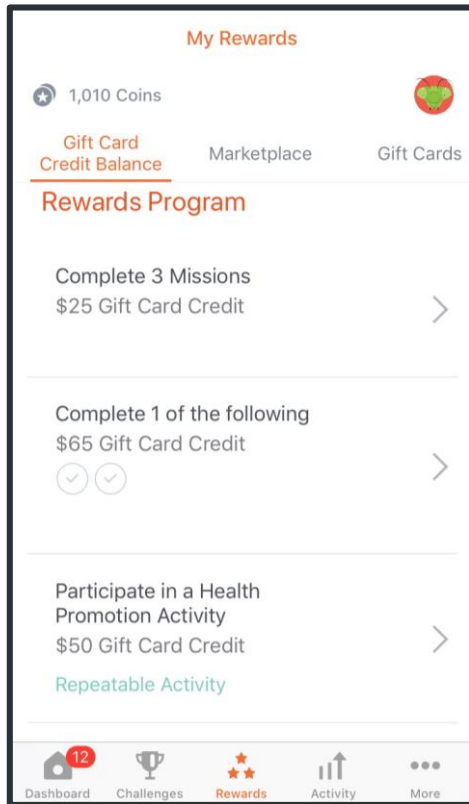 My Rewards
1,010 Coins
Gift Card
Credit Balance
Marketplace
Gift Cards
Rewards Program
Complete 3 Missions
$25 Gift Card Credit
Complete 1 of the following
$65 Gift Card Credit
Participate in a Health
Promotion Activity
$50 Gift Card Credit
Repeatable Activity
12
Dashboard
Challenges
Rewards
Activity
More